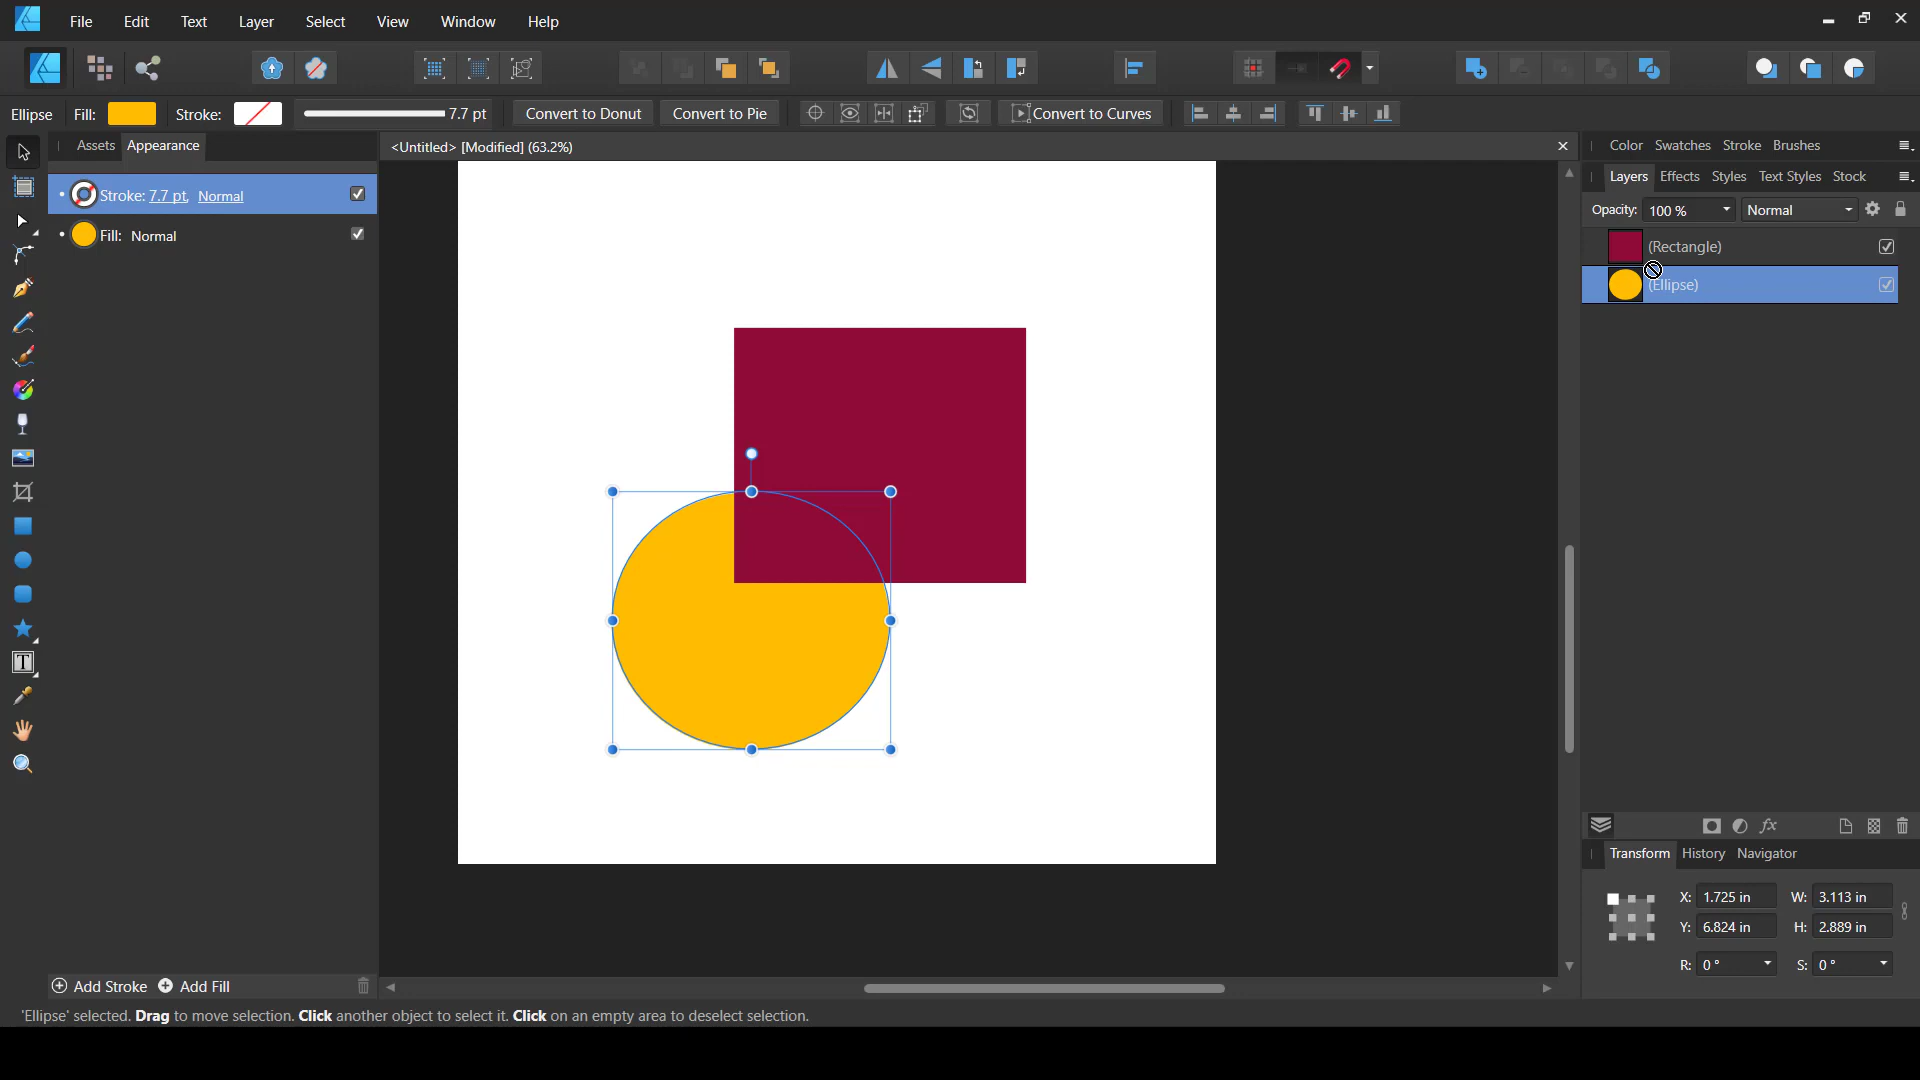 File Edit Text Layer Select View Window Help
Ellipse Fill: Stroke: 7.7 pt Convert to Donut Convert to Pie Convert to Curves
Assets Appearance
<Untitled> [Modified] (63.2%)
Color Swatches Stroke Brushes
Layers Effects Styles Text Styles Stock
Stroke: 7.7 pt, Normal
Opacity: 100 % Normal
Fill: Normal
(Rectangle)
(Ellipse)
T
fx
Transform History Navigator
X: 1.725 in W: 3.113 in
Y: 6.824 in H: 2.889 in
R: 0 ° S: 0 °
Add Stroke Add Fill
'Ellipse' selected. Drag to move selection. Click another object to select it. Click on an empty area to deselect selection.